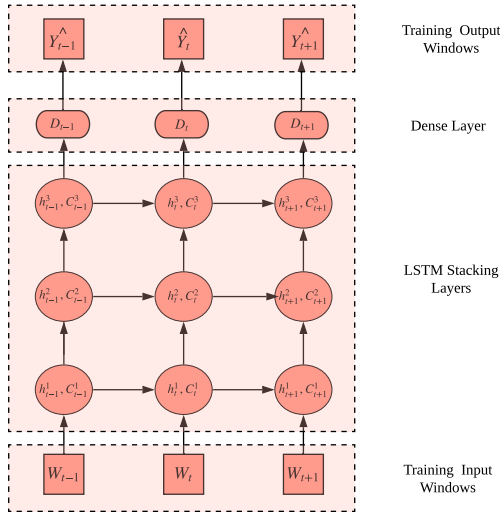 Ŷ_{t-1} Ŷ_t Ŷ_{t+1}
Training Output
Windows
D_{t-1} D_t D_{t+1}
Dense Layer
h^3_{t-1}, C^3_{t-1} h^3_t, C^3_t h^3_{t+1}, C^3_{t+1}
h^2_{t-1}, C^2_{t-1} h^2_t, C^2_t h^2_{t+1}, C^2_{t+1}
LSTM Stacking
Layers
h^1_{t-1}, C^1_{t-1} h^1_t, C^1_t h^1_{t+1}, C^1_{t+1}
W_{t-1} W_t W_{t+1}
Training Input
Windows